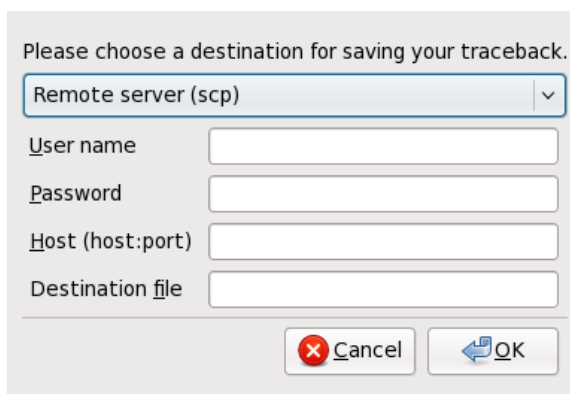 Please choose a destination for saving your traceback.
Remote server (scp)
User name
Password
Host (host:port)
Destination file
Cancel OK